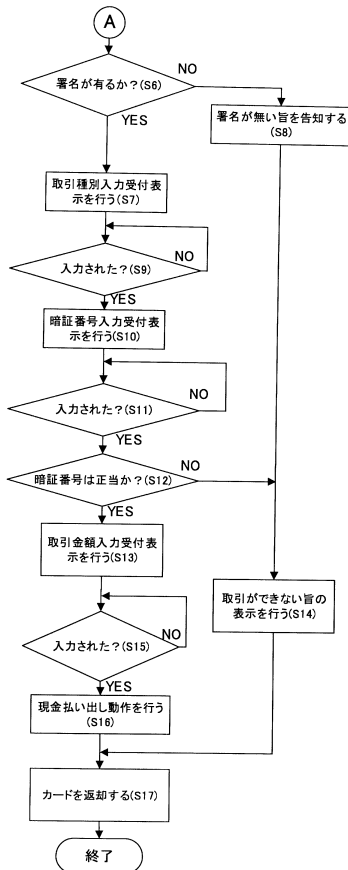 A
署名が有るか？(S6)
NO
YES
署名が無い旨を告知する
(S8)
取引種別入力受付表
示を行う(S7)
入力された？(S9)
NO
YES
暗証番号入力受付表
示を行う(S10)
入力された？(S11)
NO
YES
暗証番号は正当か？(S12)
NO
YES
取引金額入力受付表
示を行う(S13)
取引ができない旨の
表示を行う(S14)
入力された？(S15)
NO
YES
現金払い出し動作を行う
(S16)
カードを返却する(S17)
終了